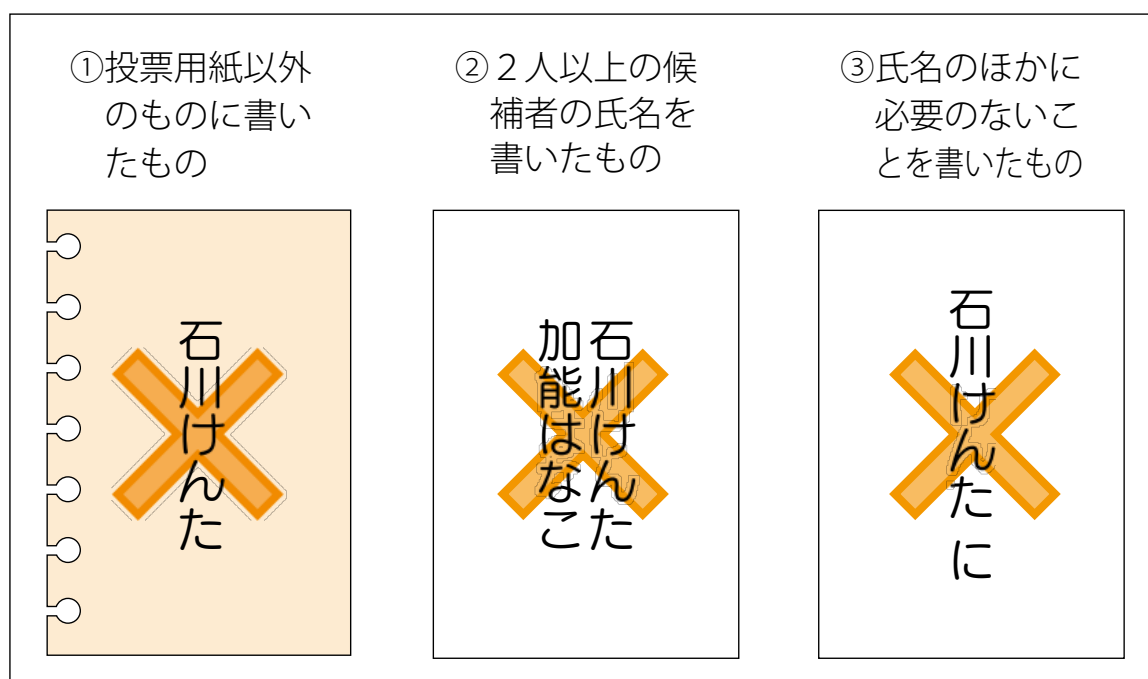 ①投票用紙以外
のものに書い
たもの
石川けんた
②２人以上の候
補者の氏名を
書いたもの
石川けんた
加能はなこ
③氏名のほかに
必要のないこ
とを書いたもの
石川けんたに